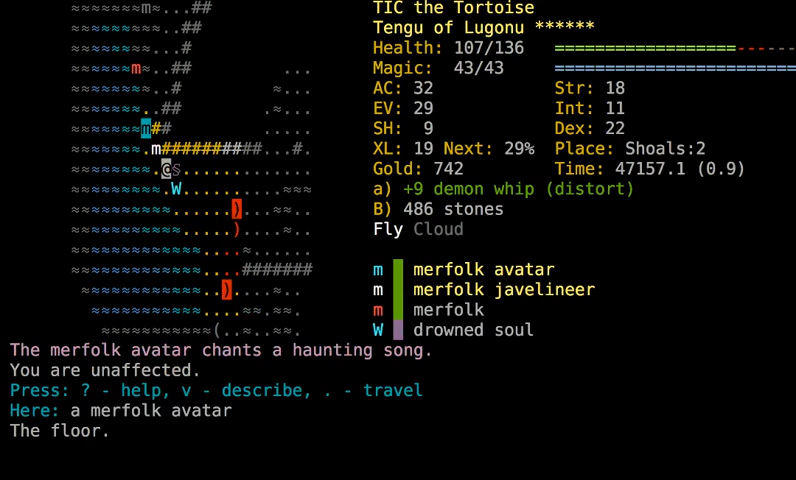 ≈≈≈≈≈≈≈m≈...## TIC the Tortoise
≈≈≈≈≈≈≈≈≈≈..## Tengu of Lugonu ******
≈≈≈≈≈≈≈≈≈≈...# Health: 107/136 ==================-----
≈≈≈≈≈≈m≈..## ... Magic: 43/43 ========================
≈≈≈≈≈≈≈≈..# ≈... AC: 32 Str: 18
≈≈≈≈≈≈≈..## .≈... EV: 29 Int: 11
≈≈≈≈≈≈≈m## ..... SH: 9 Dex: 22
≈≈≈≈≈≈≈.m##########...#. XL: 19 Next: 29% Place: Shoals:2
≈≈≈≈≈≈≈≈.@s............. Gold: 742 Time: 47157.1 (0.9)
≈≈≈≈≈≈≈≈≈.W..........≈≈≈ a) +9 demon whip (distort)
≈≈≈≈≈≈≈≈≈≈......)...≈≈.. B) 486 stones
≈≈≈≈≈≈≈≈≈≈≈.....)....... Fly Cloud
≈≈≈≈≈≈≈≈≈≈≈≈≈....≈......
≈≈≈≈≈≈≈≈≈≈≈≈≈....####### m merfolk avatar
≈≈≈≈≈≈≈≈≈≈≈≈..)....≈.. m merfolk javelineer
≈≈≈≈≈≈≈≈≈≈≈....≈≈.≈≈. m merfolk
≈≈≈≈≈≈≈≈≈≈≈(..≈..≈≈. W drowned soul
The merfolk avatar chants a haunting song.
You are unaffected.
Press: ? - help, v - describe, . - travel
Here: a merfolk avatar
The floor.